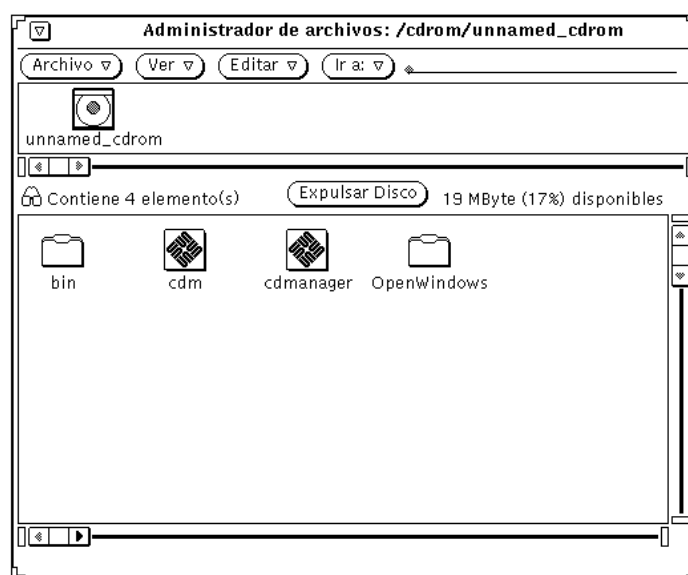 Administrador de archivos: /cdrom/unnamed_cdrom
Archivo Ver Editar Ir a:
unnamed_cdrom
Contiene 4 elemento(s) Expulsar Disco 19 MByte (17%) disponibles
bin cdm cdmanager OpenWindows